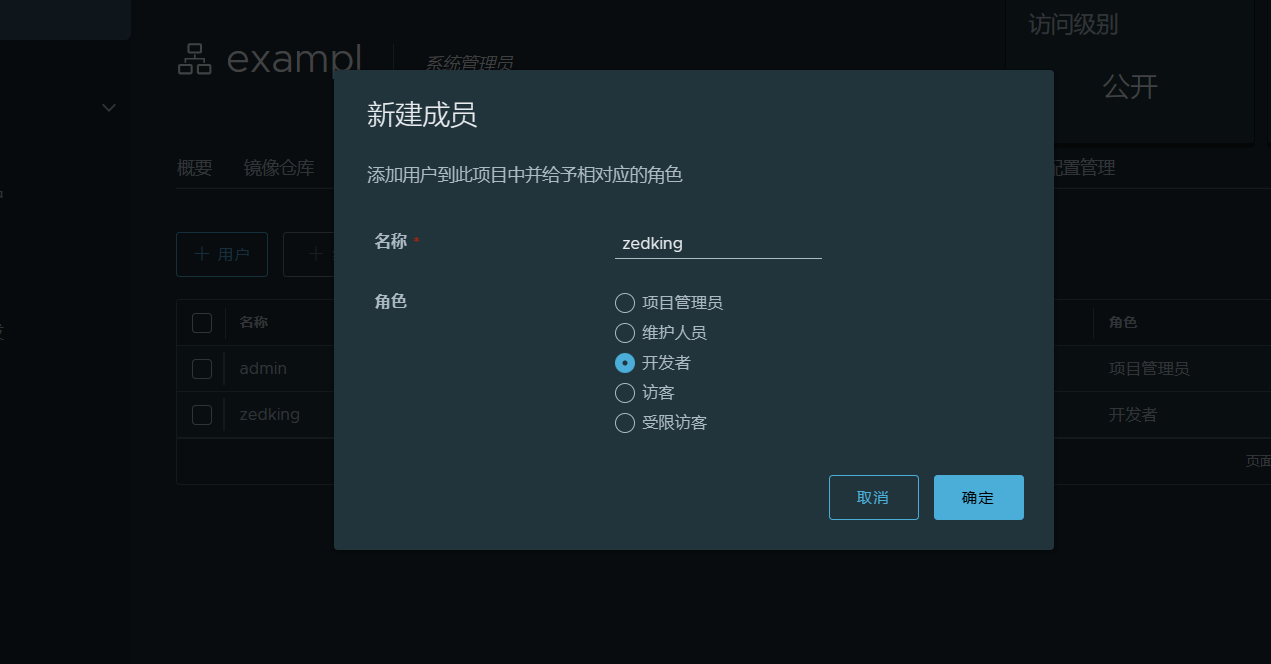 访问级别
exampl
系统管理员
公开
新建成员
概要 镜像仓库
配置管理
添加用户到此项目中并给予相对应的角色
名称 *
zedking
用户
角色
项目管理员
维护人员
开发者
访客
受限访客
名称
角色
admin
项目管理员
zedking
开发者
页面
取消
确定